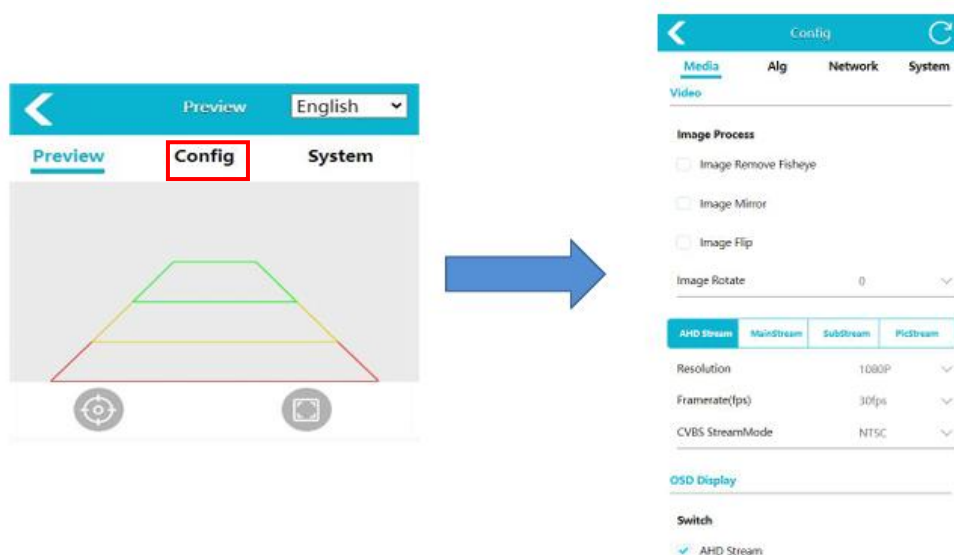 Preview English
Preview Config System
Config
Media Alg Network System
Video
Image Process
Image Remove Fisheye
Image Mirror
Image Flip
Image Rotate 0
AHD Stream MainStream SubStream PicStream
Resolution 1080P
Framerate(fps) 30fps
CVBS StreamMode NTSC
OSD Display
Switch
AHD Stream